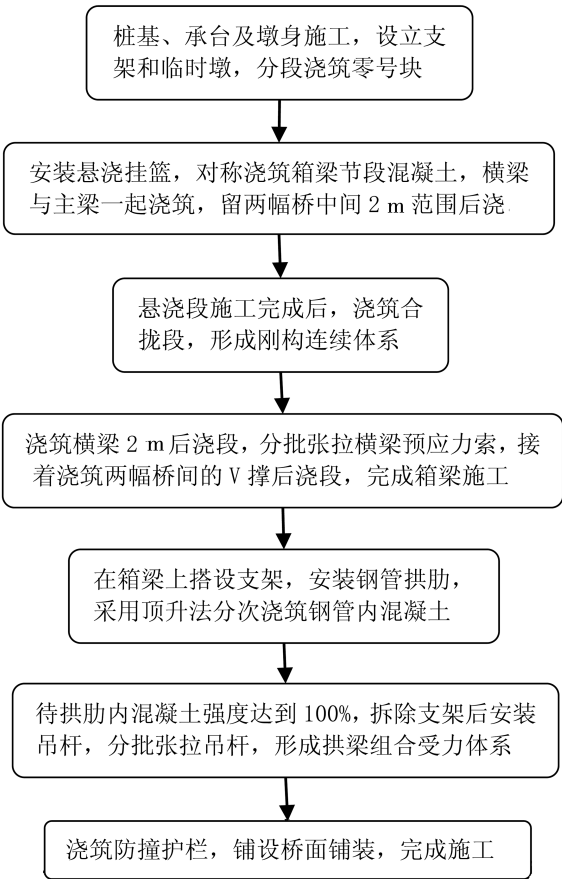 桩基、承台及墩身施工，设立支
架和临时墩，分段浇筑零号块
安装悬浇挂篮，对称浇筑箱梁节段混凝土，横梁
与主梁一起浇筑，留两幅桥中间 2 m 范围后浇
悬浇段施工完成后，浇筑合
拢段，形成刚构连续体系
浇筑横梁 2 m 后浇段，分批张拉横梁预应力索，接
着浇筑两幅桥间的 V 撑后浇段，完成箱梁施工
在箱梁上搭设支架，安装钢管拱肋，
采用顶升法分次浇筑钢管内混凝土
待拱肋内混凝土强度达到 100%，拆除支架后安装
吊杆，分批张拉吊杆，形成拱梁组合受力体系
浇筑防撞护栏，铺设桥面铺装，完成施工